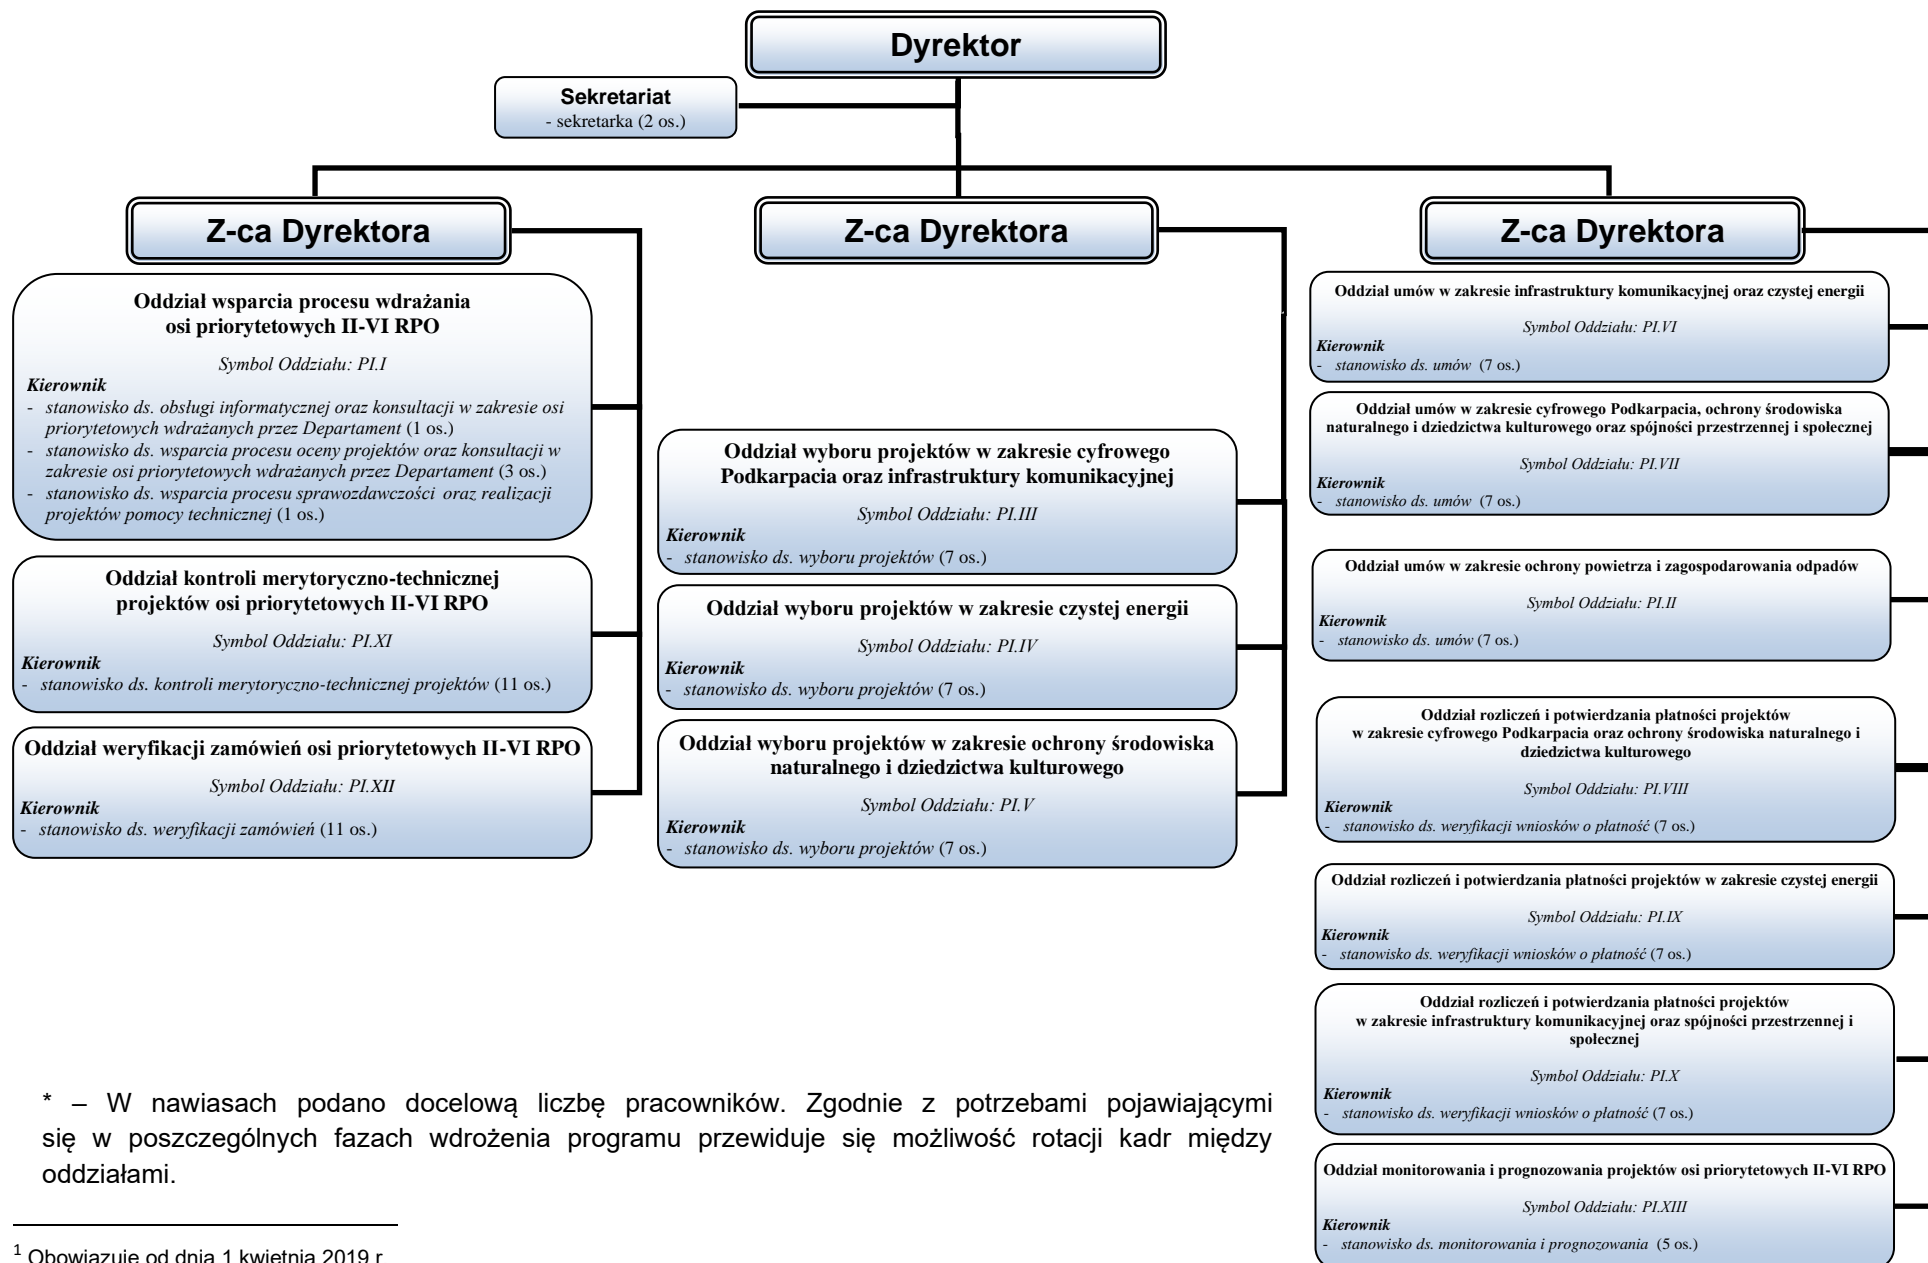 Dyrektor
Sekretariat
- sekretarka (2 os.)
Z-ca Dyrektora
Oddział wsparcia procesu wdrażania
osi priorytetowych II-VI RPO
Symbol Oddziału: PI.I
Kierownik
- stanowisko ds. obsługi informatycznej oraz konsultacji w zakresie osi
priorytetowych wdrażanych przez Departament (1 os.)
- stanowisko ds. wsparcia procesu oceny projektów oraz konsultacji w
zakresie osi priorytetowych wdrażanych przez Departament (3 os.)
- stanowisko ds. wsparcia procesu sprawozdawczości oraz realizacji
projektów pomocy technicznej (1 os.)
Oddział kontroli merytoryczno-technicznej
projektów osi priorytetowych II-VI RPO
Symbol Oddziału: PI.XI
Kierownik
- stanowisko ds. kontroli merytoryczno-technicznej projektów (11 os.)
Oddział weryfikacji zamówień osi priorytetowych II-VI RPO
Symbol Oddziału: PI.XII
Kierownik
- stanowisko ds. weryfikacji zamówień (11 os.)
Z-ca Dyrektora
Oddział wyboru projektów w zakresie cyfrowego
Podkarpacia oraz infrastruktury komunikacyjnej
Symbol Oddziału: PI.III
Kierownik
- stanowisko ds. wyboru projektów (7 os.)
Oddział wyboru projektów w zakresie czystej energii
Symbol Oddziału: PI.IV
Kierownik
- stanowisko ds. wyboru projektów (7 os.)
Oddział wyboru projektów w zakresie ochrony środowiska
naturalnego i dziedzictwa kulturowego
Symbol Oddziału: PI.V
Kierownik
- stanowisko ds. wyboru projektów (7 os.)
Z-ca Dyrektora
Oddział umów w zakresie infrastruktury komunikacyjnej oraz czystej energii
Symbol Oddziału: PI.VI
Kierownik
- stanowisko ds. umów (7 os.)
Oddział umów w zakresie cyfrowego Podkarpacia, ochrony środowiska
naturalnego i dziedzictwa kulturowego oraz spójności przestrzennej i społecznej
Symbol Oddziału: PI.VII
Kierownik
- stanowisko ds. umów (7 os.)
Oddział umów w zakresie ochrony powietrza i zagospodarowania odpadów
Symbol Oddziału: PI.II
Kierownik
- stanowisko ds. umów (7 os.)
Oddział rozliczeń i potwierdzania płatności projektów
w zakresie cyfrowego Podkarpacia oraz ochrony środowiska naturalnego i
dziedzictwa kulturowego
Symbol Oddziału: PI.VIII
Kierownik
- stanowisko ds. weryfikacji wniosków o płatność (7 os.)
Oddział rozliczeń i potwierdzania płatności projektów w zakresie czystej energii
Symbol Oddziału: PI.IX
Kierownik
- stanowisko ds. weryfikacji wniosków o płatność (7 os.)
Oddział rozliczeń i potwierdzania płatności projektów
w zakresie infrastruktury komunikacyjnej oraz spójności przestrzennej i
społecznej
Symbol Oddziału: PI.X
Kierownik
- stanowisko ds. weryfikacji wniosków o płatność (7 os.)
Oddział monitorowania i prognozowania projektów osi priorytetowych II-VI RPO
Symbol Oddziału: PI.XIII
Kierownik
- stanowisko ds. monitorowania i prognozowania (5 os.)
* – W nawiasach podano docelową liczbę pracowników. Zgodnie z potrzebami pojawiającymi
się w poszczególnych fazach wdrożenia programu przewiduje się możliwość rotacji kadr między
oddziałami.
1 Obowiązuje od dnia 1 kwietnia 2019 r